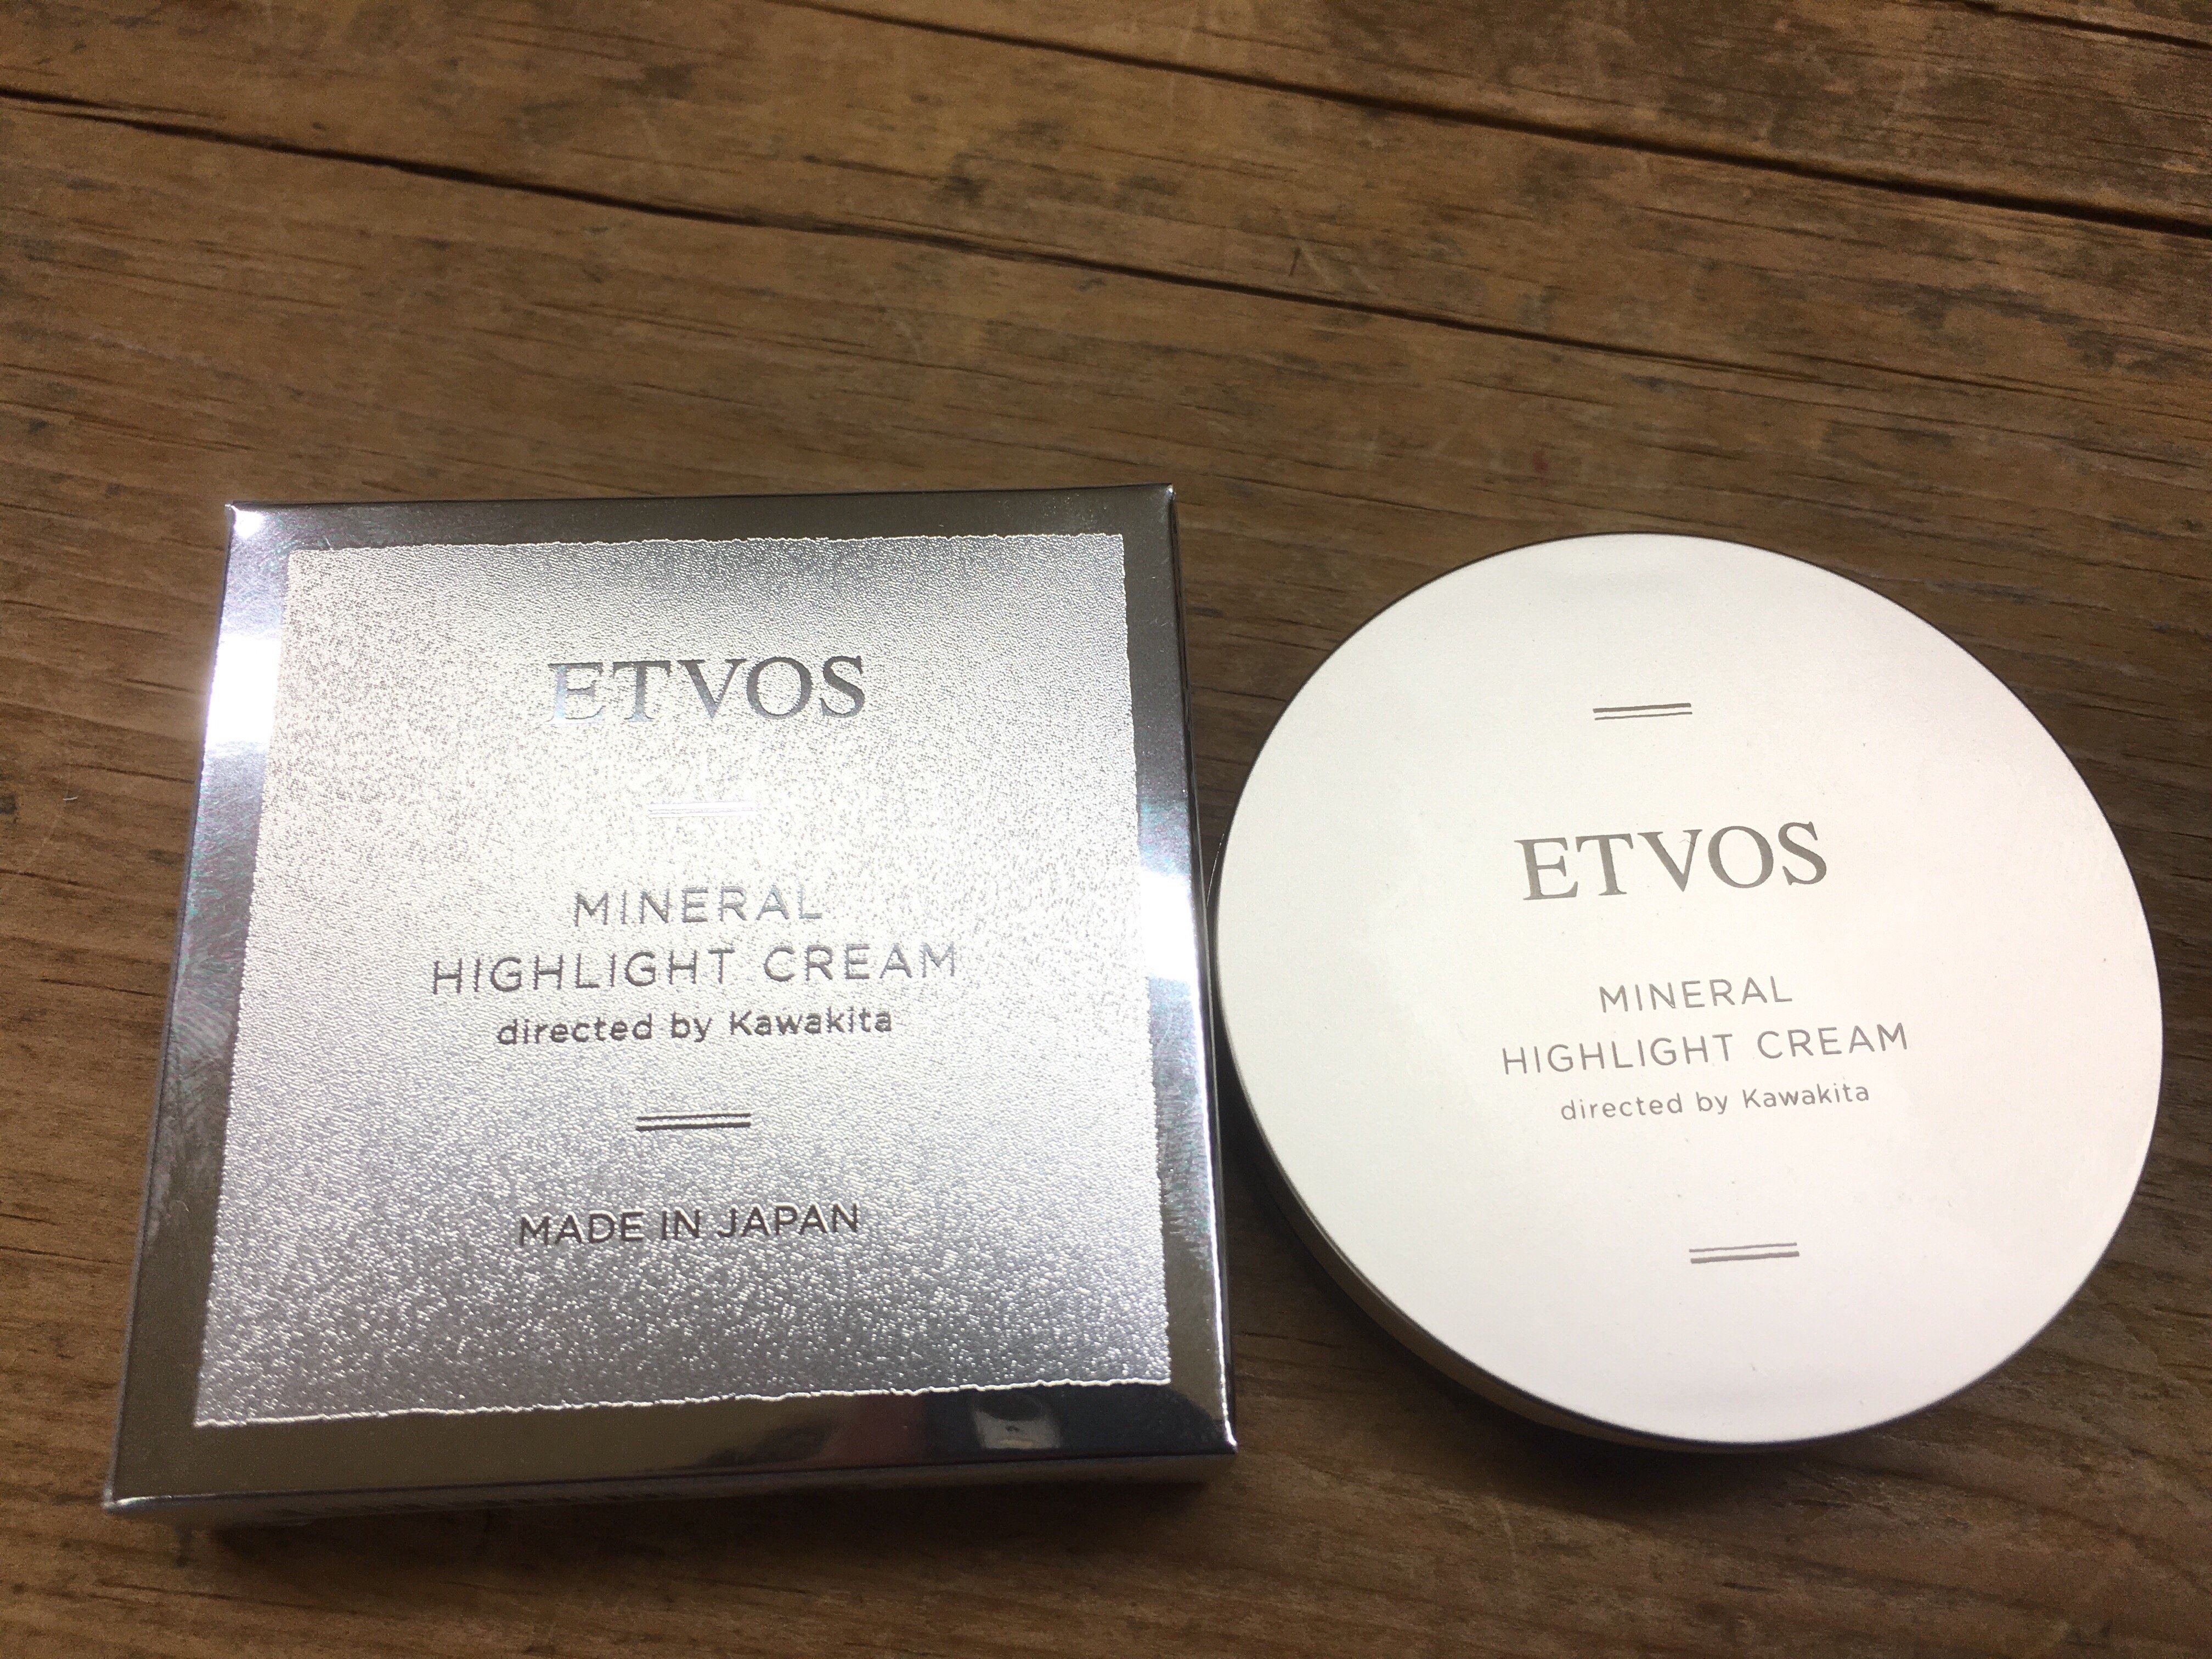 ETVOS
MINERAL
HIGHLIGHT CREAM
directed by Kawakita
MADE IN JAPAN
ETVOS
MINERAL
HIGHLIGHT CREAM
directed by Kawakita